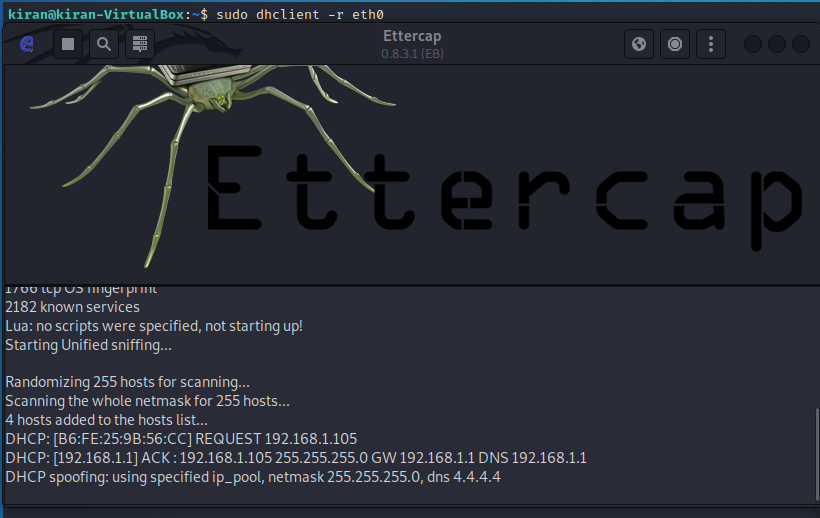 kiran@kiran-VirtualBox:~$ sudo dhclient -r eth0
Ettercap
0.8.3.1 (EB)
Ettercap
1766 tcp OS fingerprint
2182 known services
Lua: no scripts were specified, not starting up!
Starting Unified sniffing...
Randomizing 255 hosts for scanning...
Scanning the whole netmask for 255 hosts...
4 hosts added to the hosts list...
DHCP: [B6:FE:25:9B:56:CC] REQUEST 192.168.1.105
DHCP: [192.168.1.1] ACK : 192.168.1.105 255.255.255.0 GW 192.168.1.1 DNS 192.168.1.1
DHCP spoofing: using specified ip_pool, netmask 255.255.255.0, dns 4.4.4.4